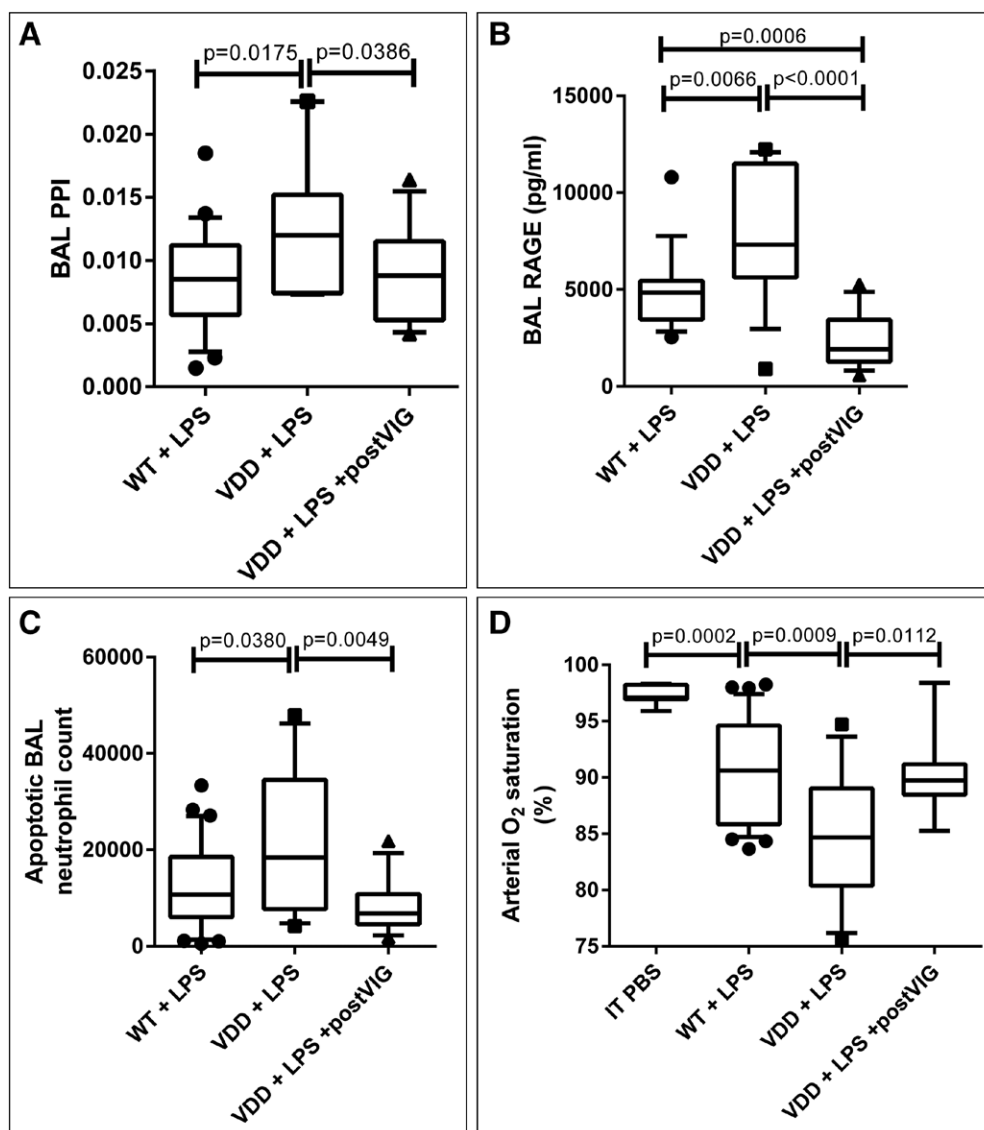 A
p=0.0175
p=0.0386
BAL PPI
0.025
0.020
0.015
0.010
0.005
0.000
WT + LPS
VDD + LPS
VDD + LPS +postVIG
B
p=0.0006
p=0.0066
p<0.0001
BAL RAGE (pg/ml)
15000
10000
5000
0
WT + LPS
VDD + LPS
VDD + LPS +postVIG
C
p=0.0380
p=0.0049
Apoptotic BAL
neutrophil count
60000
40000
20000
0
WT + LPS
VDD + LPS
VDD + LPS +postVIG
D
p=0.0002
p=0.0009
p=0.0112
Arterial O₂ saturation
(%)
100
95
90
85
80
75
IT PBS
WT + LPS
VDD + LPS
VDD + LPS +postVIG